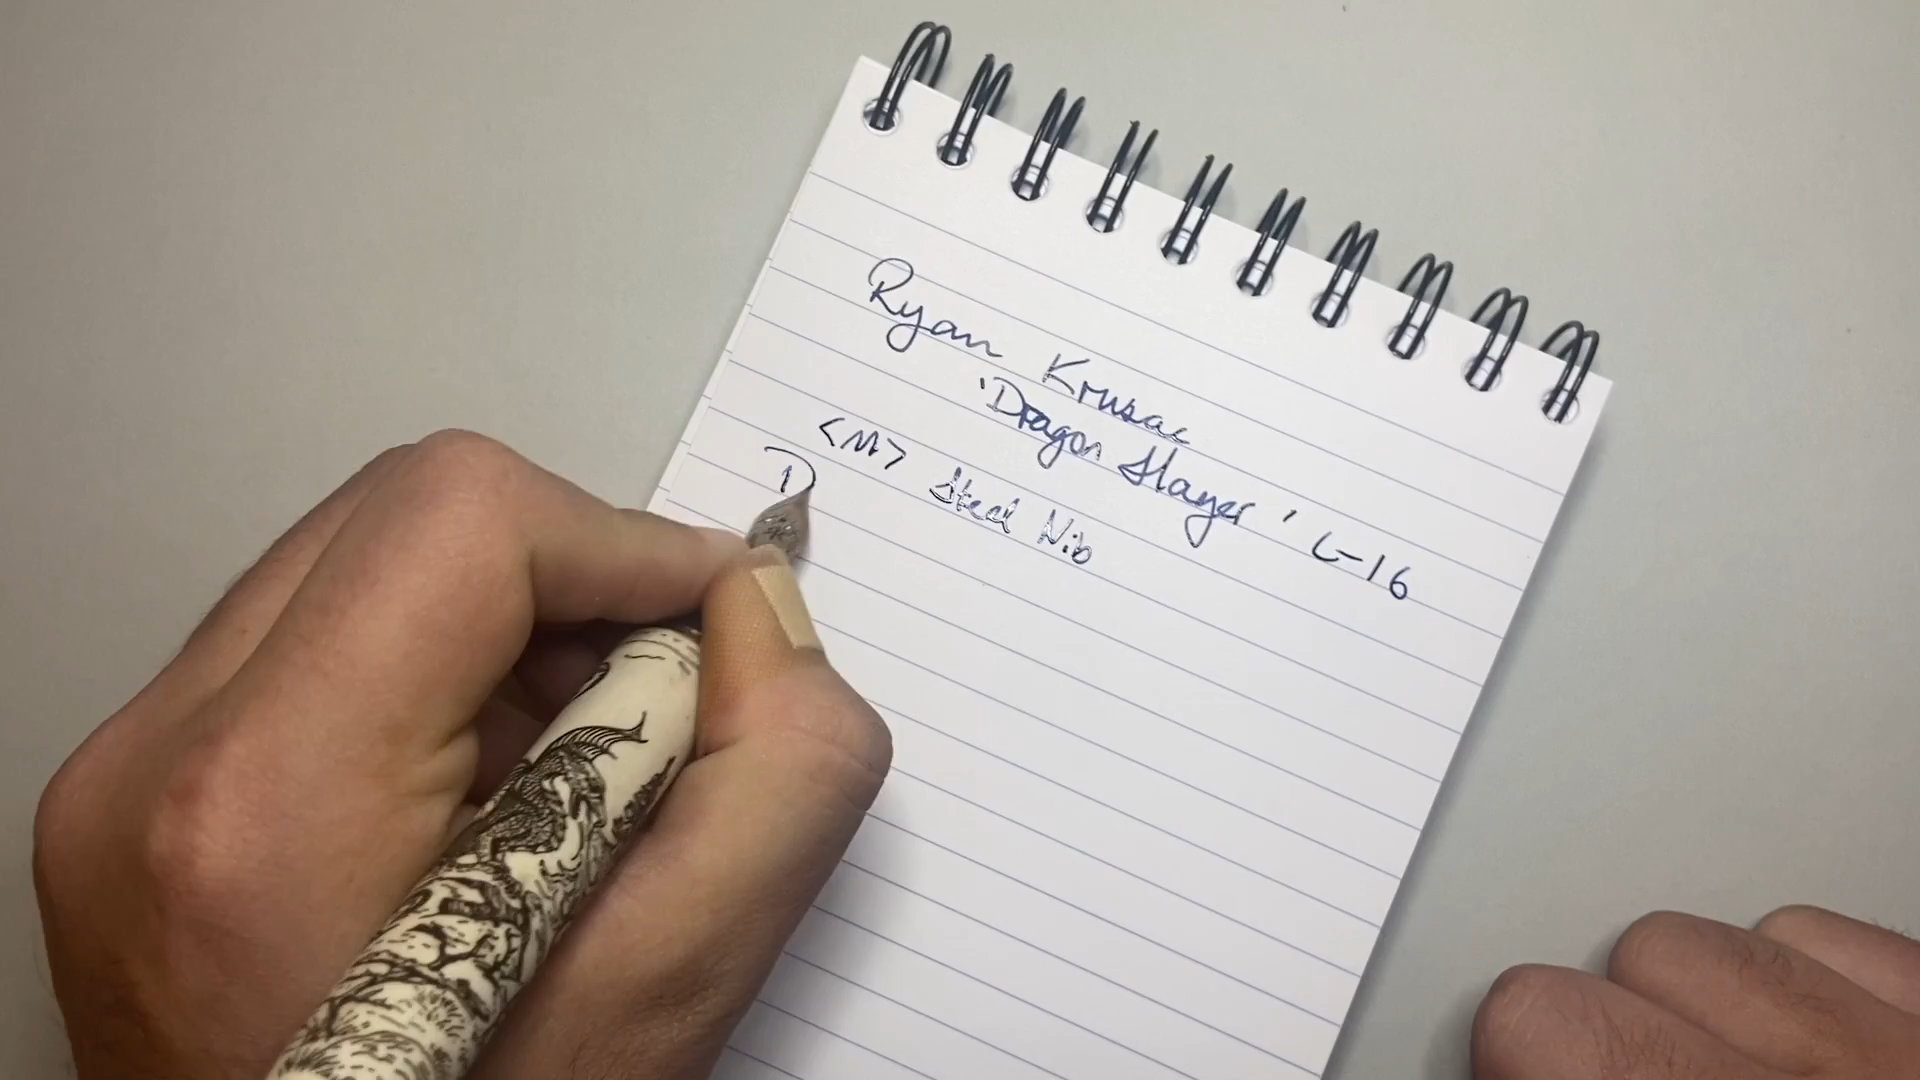 Ryan Krusac
'Dragon Slayer' L-16
<M> Steel Nib
D